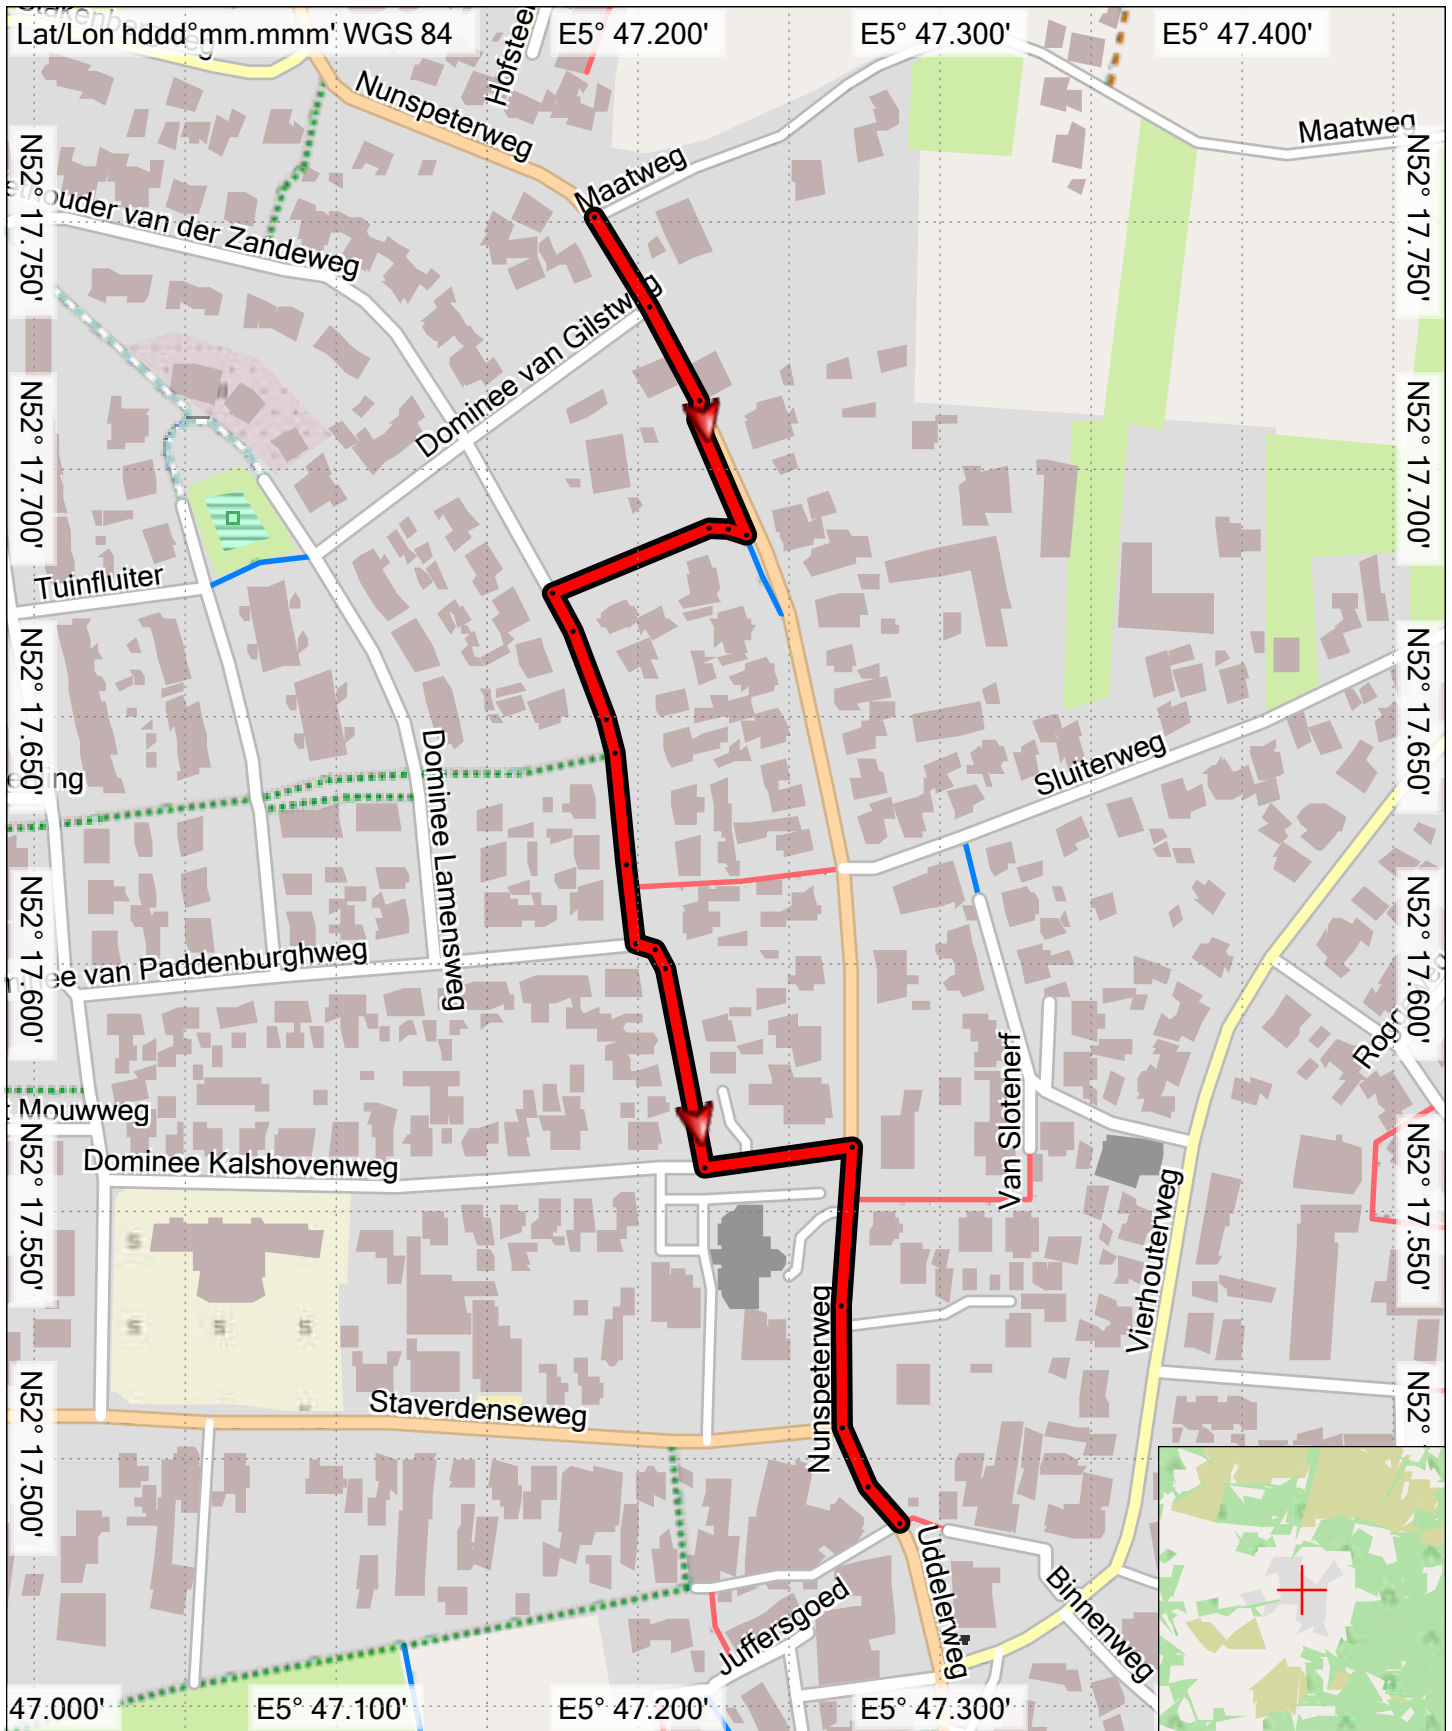 Lat/Lon hddd°mm.mmm' WGS 84
E5° 47.200'
E5° 47.300'
E5° 47.400'
Nunspeterweg
Maatweg
Maatweg
N52° 17.750'
N52° 17.750'
van der Zandeweg
Dominee van Gilstweg
N52° 17.700'
N52° 17.700'
Tuinfluiter
N52° 17.650'
N52° 17.650'
Sluiterweg
Dominee Lamensweg
van Paddenburghweg
N52° 17.600'
N52° 17.600'
Van Slotenerf
Mouwweg
Dominee Kalshovenweg
N52° 17.550'
N52° 17.550'
Vierhouterweg
Nunspeterweg
Staverdenseweg
N52° 17.500'
N52°
Uddelerweg
Juffersgoed
Binnenweg
47.000'
E5° 47.100'
E5° 47.200'
E5° 47.300'